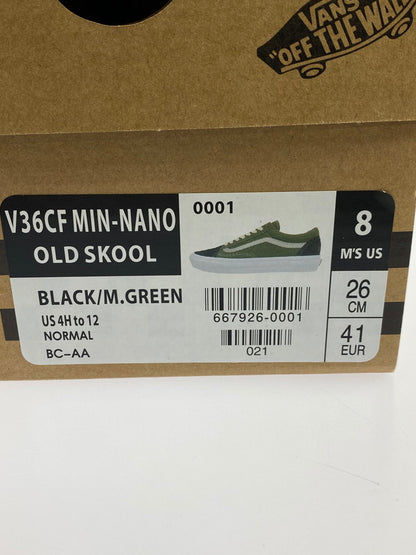 VANS
"OFF THE WALL"
V36CF MIN-NANO
OLD SKOOL
0001
8
M'S US
BLACK/M.GREEN
US 4H to 12
NORMAL
BC-AA
667926-0001
021
26
CM
41
EUR